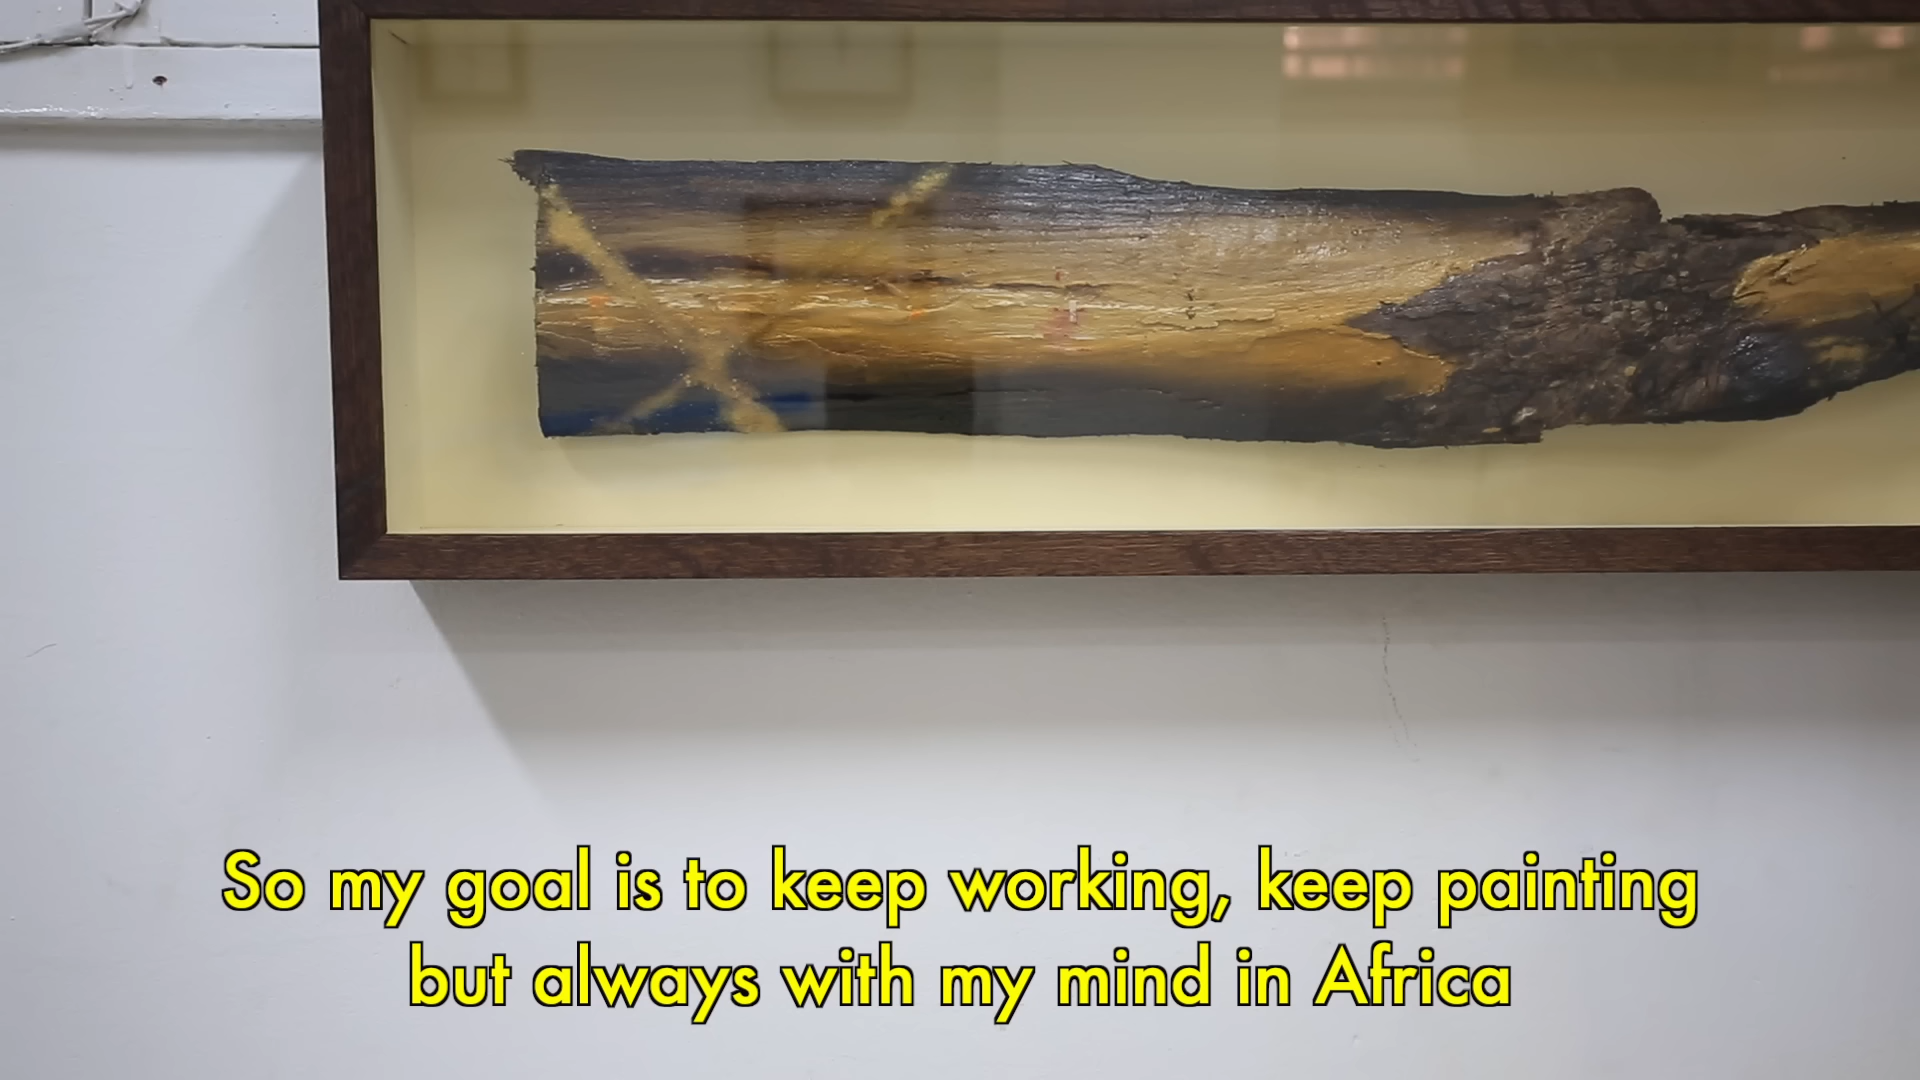 So my goal is to keep working, keep painting
but always with my mind in Africa